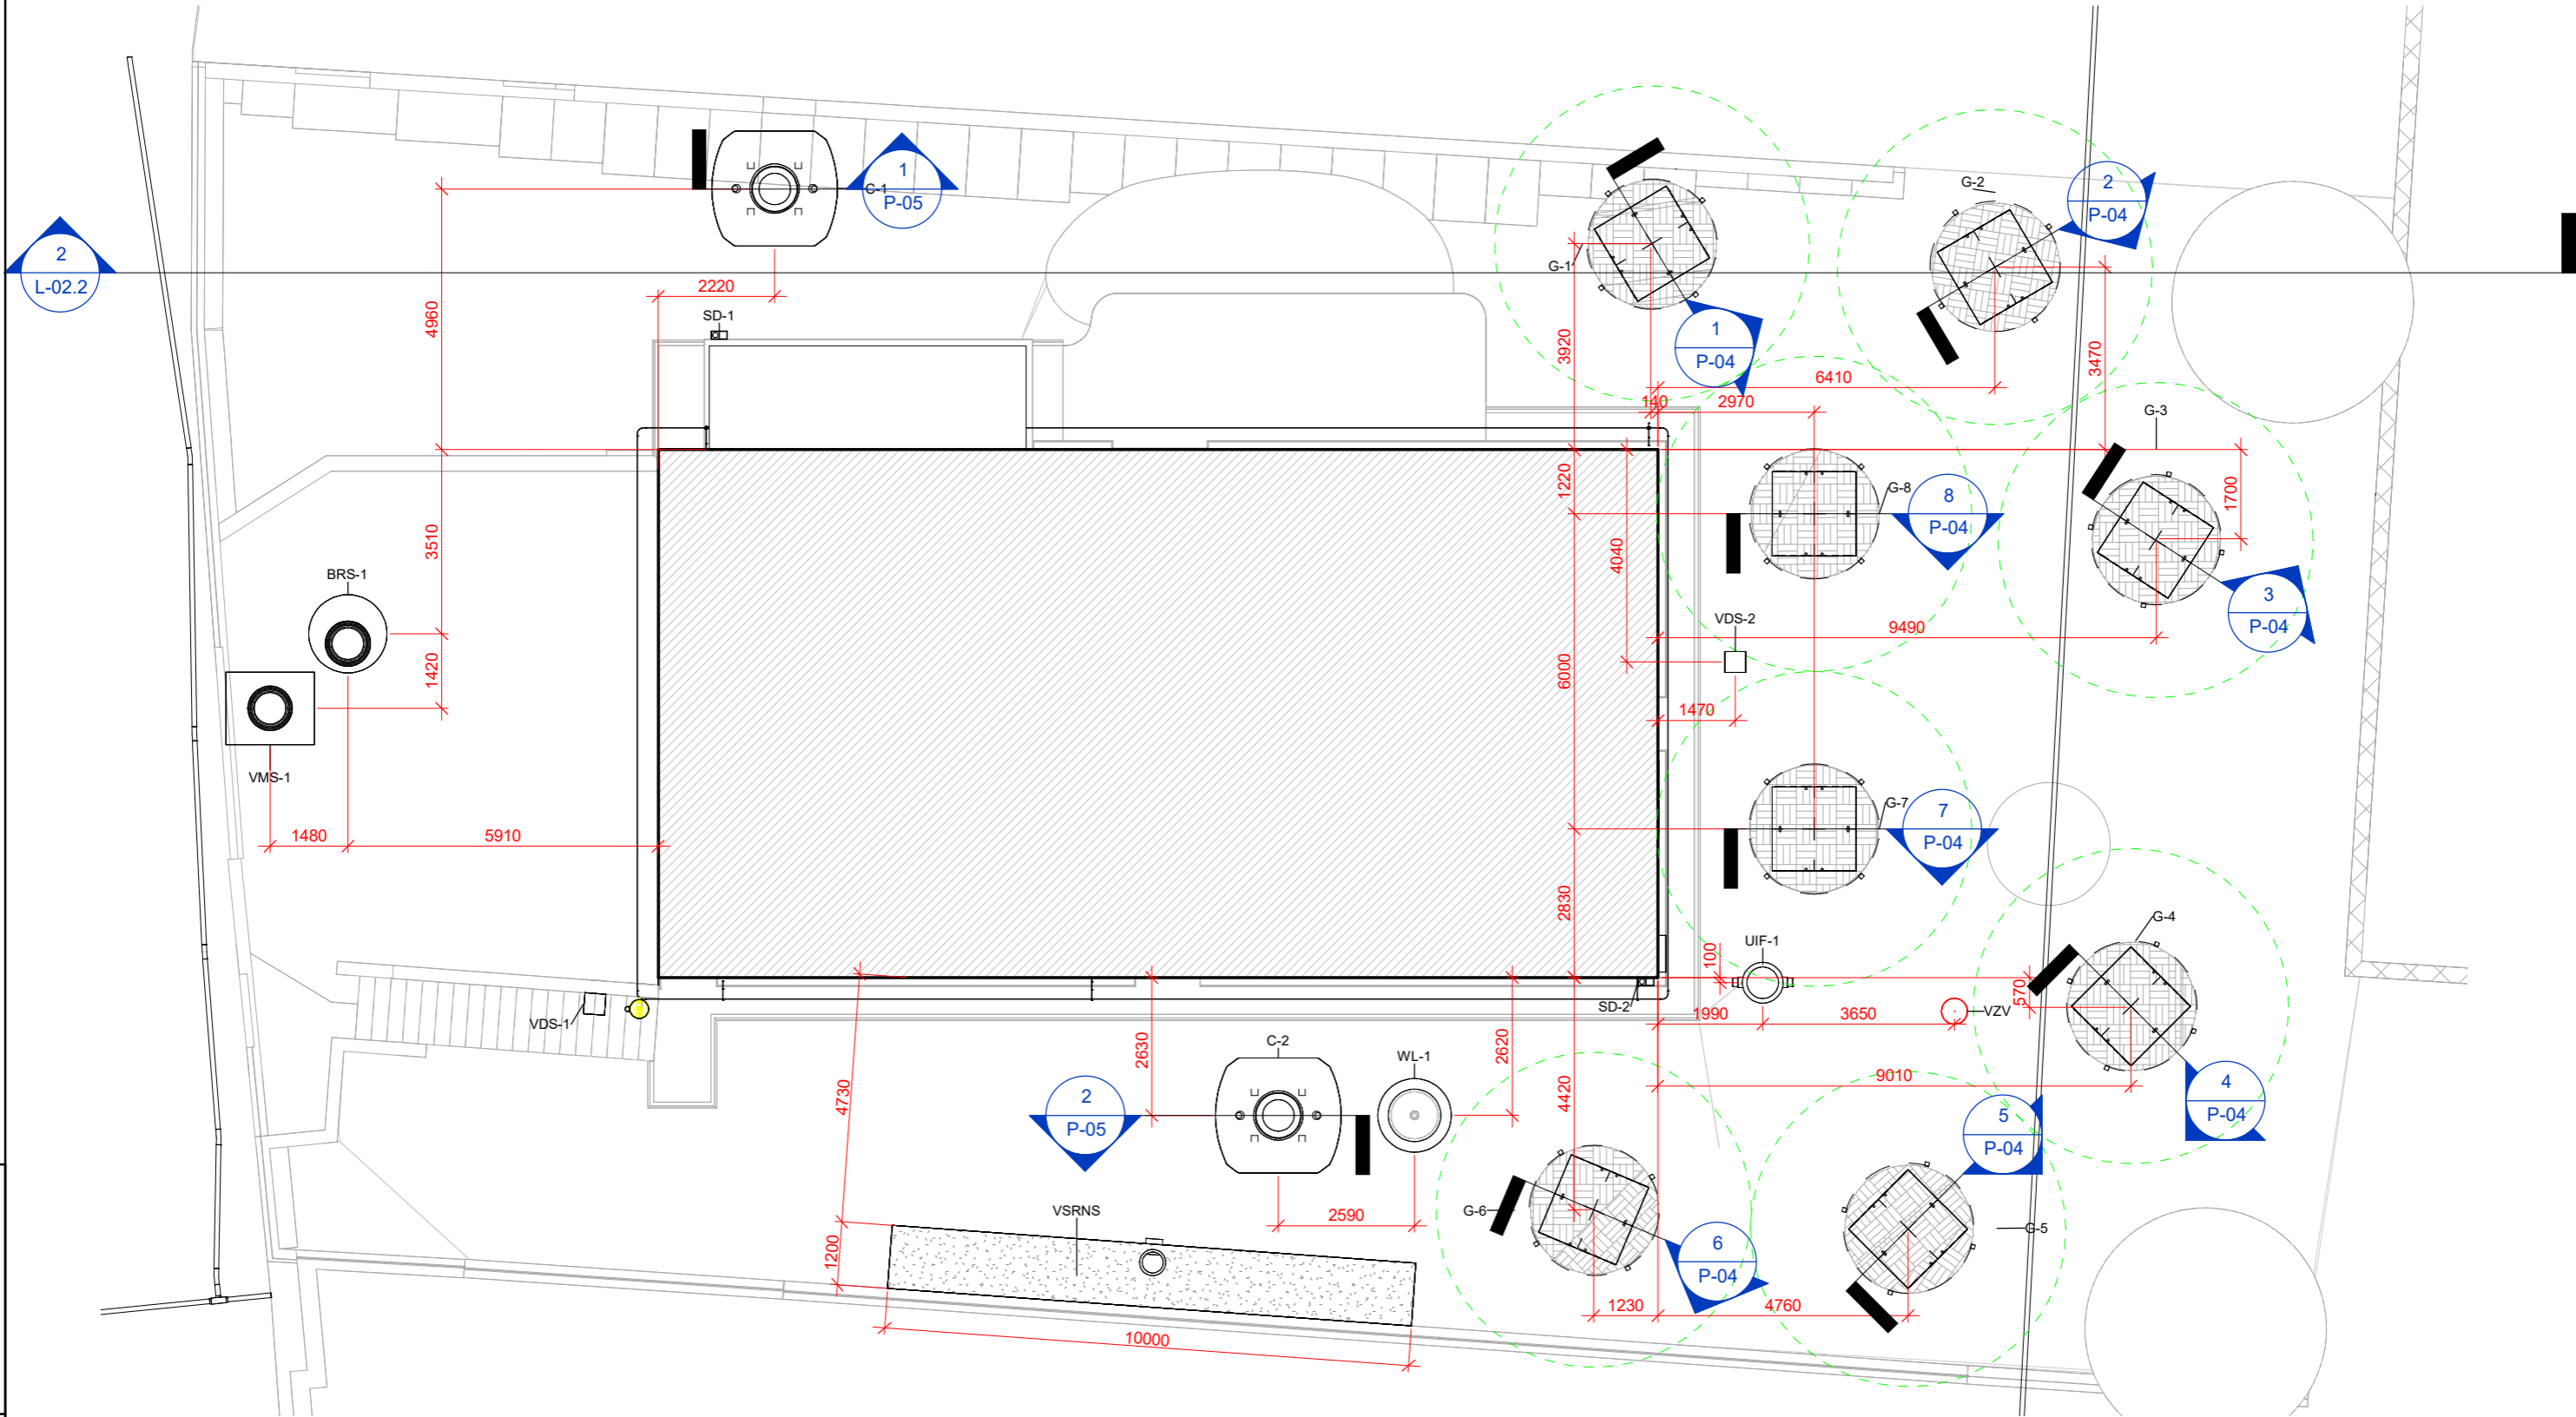 1
C-1
P-05
2
L-02.2
2220
4960
SD-1
G-1
G-2
2
P-04
1
P-04
3920
3470
6410
140
2970
G-3
1220
1700
G-8
8
P-04
4040
3510
BRS-1
1420
VMS-1
1480
5910
VDS-2
6000
1470
9490
3
P-04
G-7
7
P-04
2830
G-4
UIF-1
100
570
VDS-1
SD-2
1990
3650
VZV
C-2
WL-1
2630
2620
4730
4420
9010
2
P-05
4
P-04
5
P-04
VSRNS
2590
G-6
G-5
1200
6
P-04
1230
4760
10000